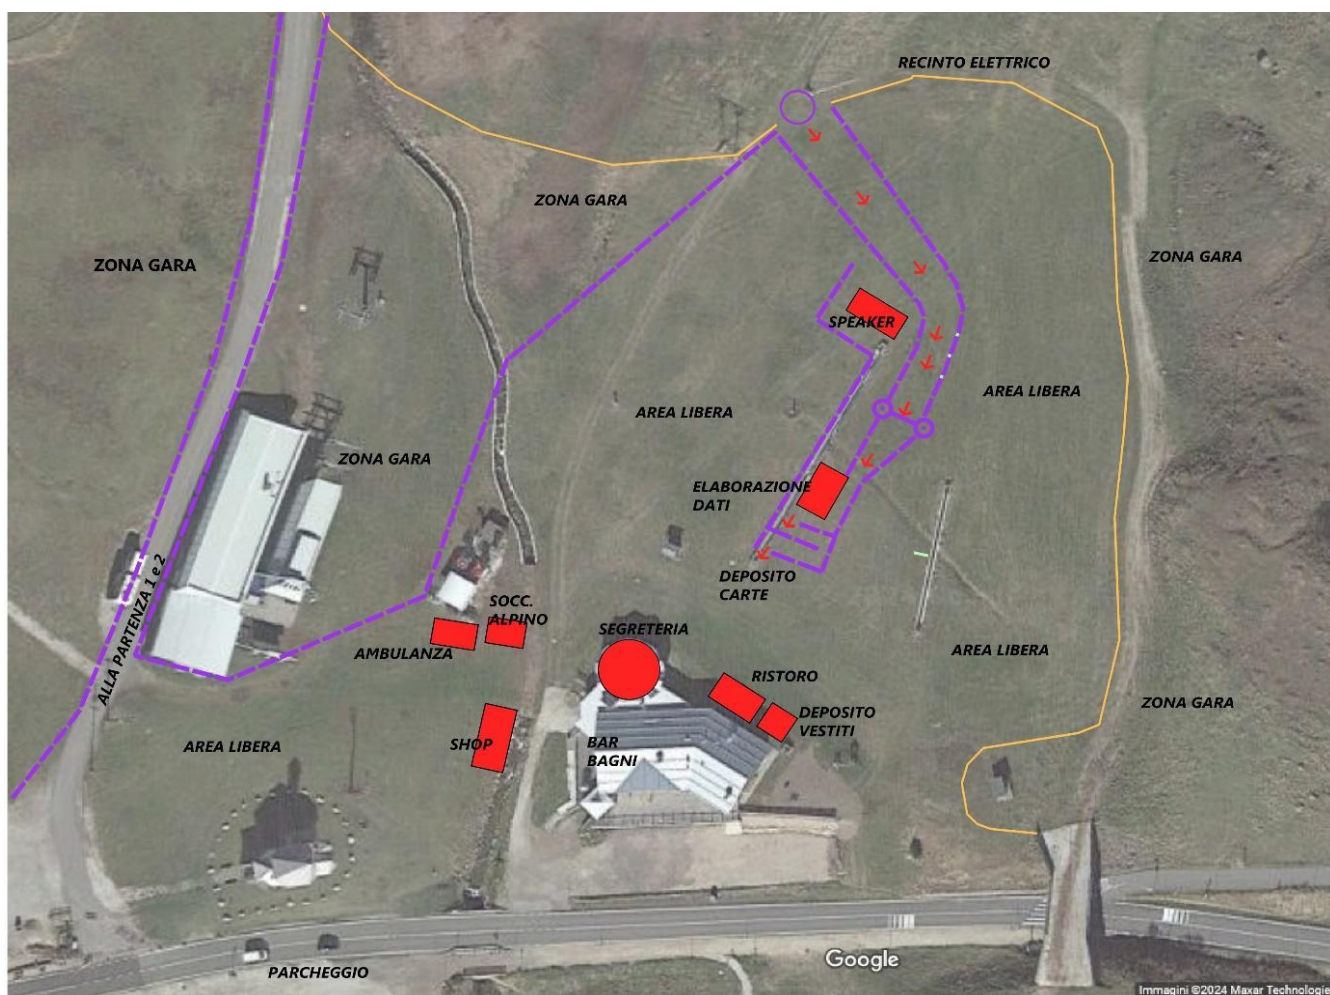 RECINTO ELETTRICO
ZONA GARA
ZONA GARA
ZONA GARA
SPEAKER
AREA LIBERA
AREA LIBERA
ZONA GARA
ELABORAZIONE
DATI
DEPOSITO
CARTE
ALLA PARTENZA 1 e 2
SOCC.
ALPINO
AMBULANZA
SEGRETERIA
AREA LIBERA
RISTORO
ZONA GARA
DEPOSITO
VESTITI
AREA LIBERA
SHOP
BAR
BAGNI
PARCHEGGIO
Google
Immagini ©2024 Maxar Technologie